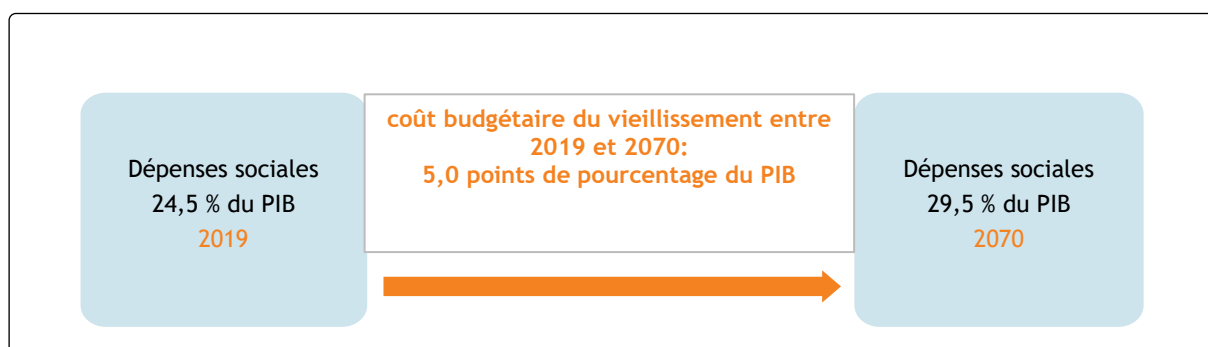 Dépenses sociales
24,5 % du PIB
2019
coût budgétaire du vieillissement entre
2019 et 2070:
5,0 points de pourcentage du PIB
Dépenses sociales
29,5 % du PIB
2070